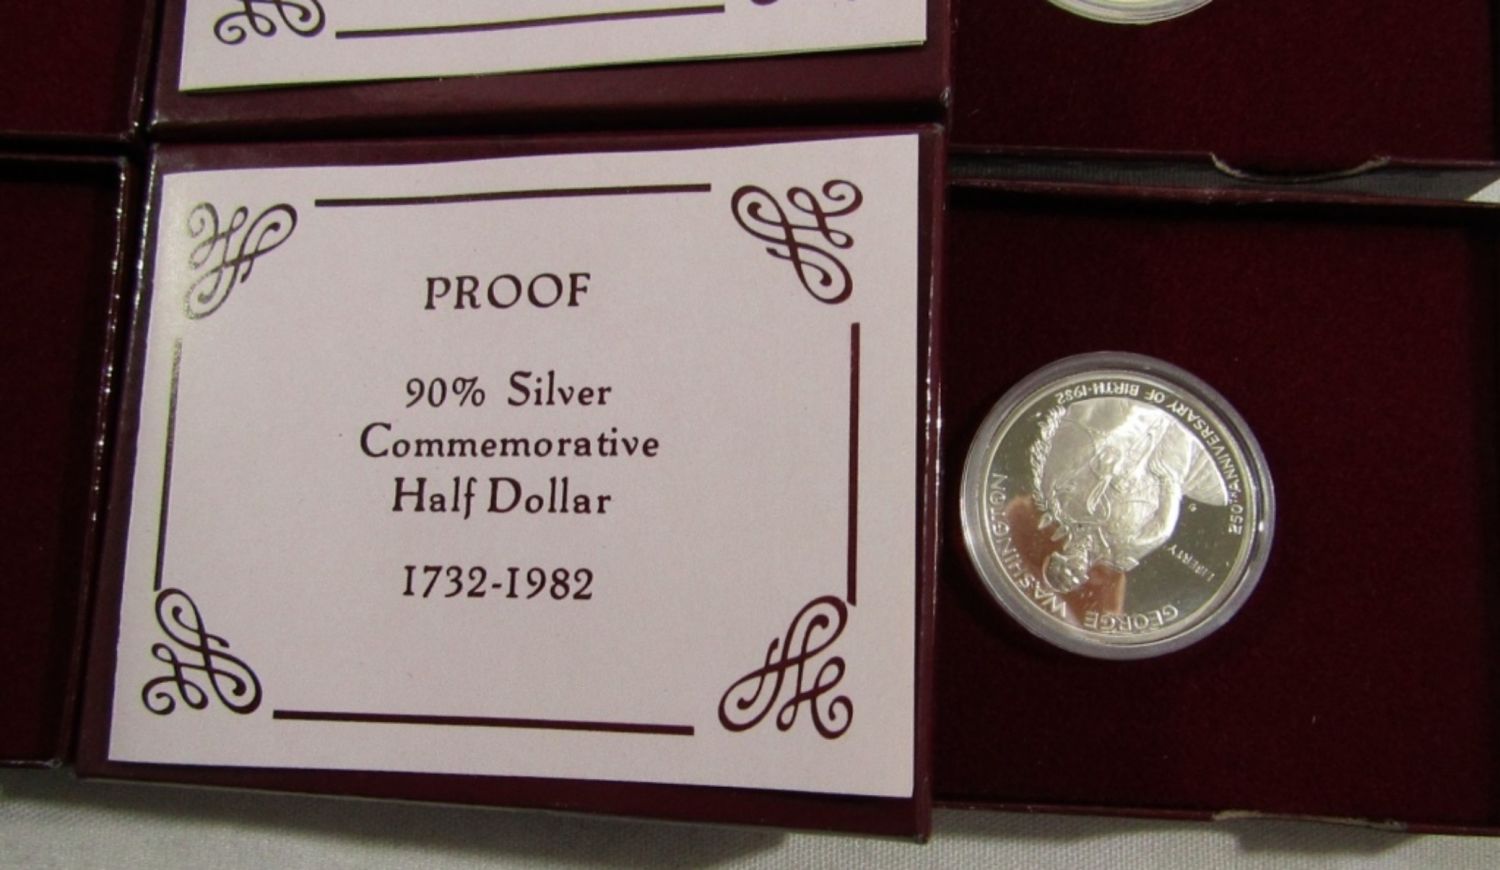 PROOF
90% Silver
Commemorative
Half Dollar
1732-1982
GEORGE WASHINGTON
250TH ANNIVERSARY OF BIRTH-1982
LIBERTY